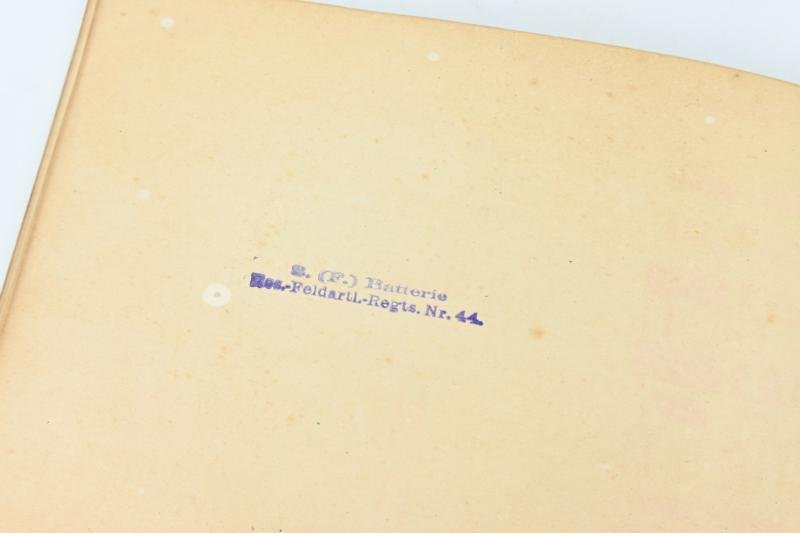 (F.) Batterie
Res.-Feldartl.-Regts. Nr. 44.